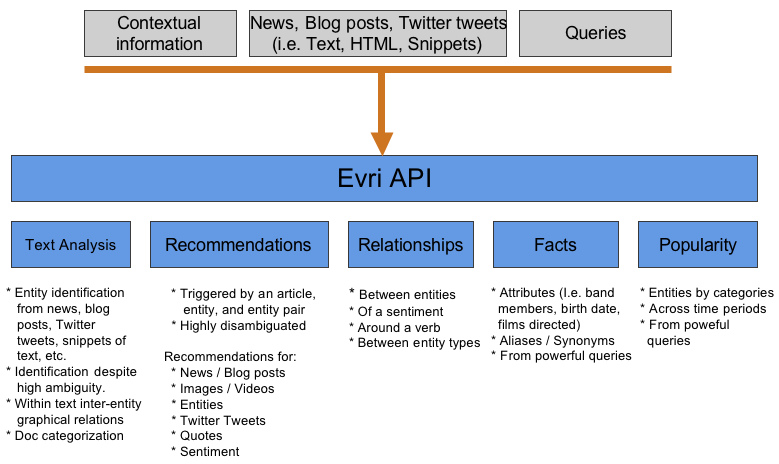 Contextual
information
News, Blog posts, Twitter tweets
(i.e. Text, HTML, Snippets)
Queries
Evri API
Text Analysis
Recommendations
Relationships
Facts
Popularity
* Entity identification
from news, blog
posts, Twitter
tweets, snippets of
text, etc.
* Identification despite
high ambiguity.
* Within text inter-entity
graphical relations
* Doc categorization
* Triggered by an article,
entity, and entity pair
* Highly disambiguated
Recommendations for:
* News / Blog posts
* Images / Videos
* Entities
* Twitter Tweets
* Quotes
* Sentiment
* Between entities
* Of a sentiment
* Around a verb
* Between entity types
* Attributes (I.e. band
members, birth date,
films directed)
* Aliases / Synonyms
* From powerful queries
* Entities by categories
* Across time periods
* From poweful
queries